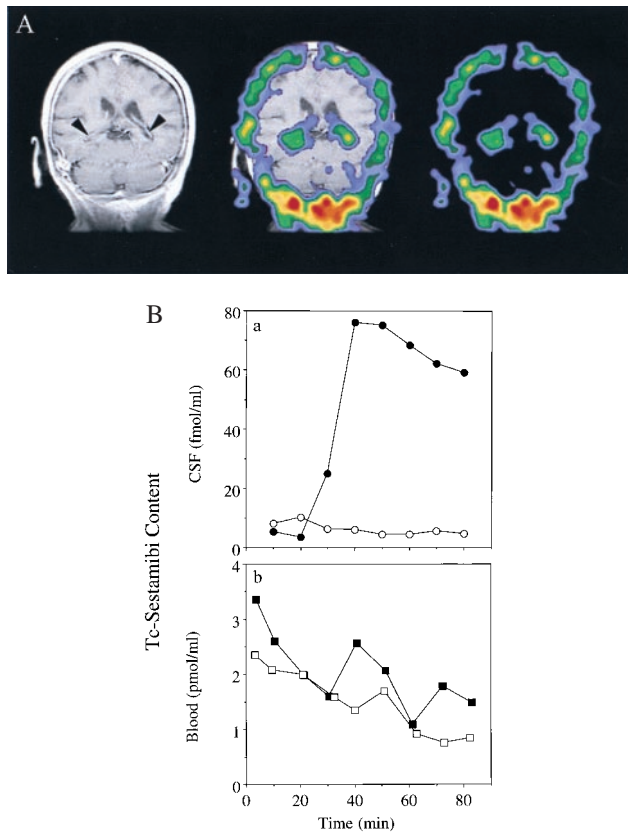 A
B
a
80
60
40
20
0
CSF (fmol/ml)
Tc-Sestamibi Content
b
4
3
2
1
0
Blood (pmol/ml)
0 20 40 60 80
Time (min)